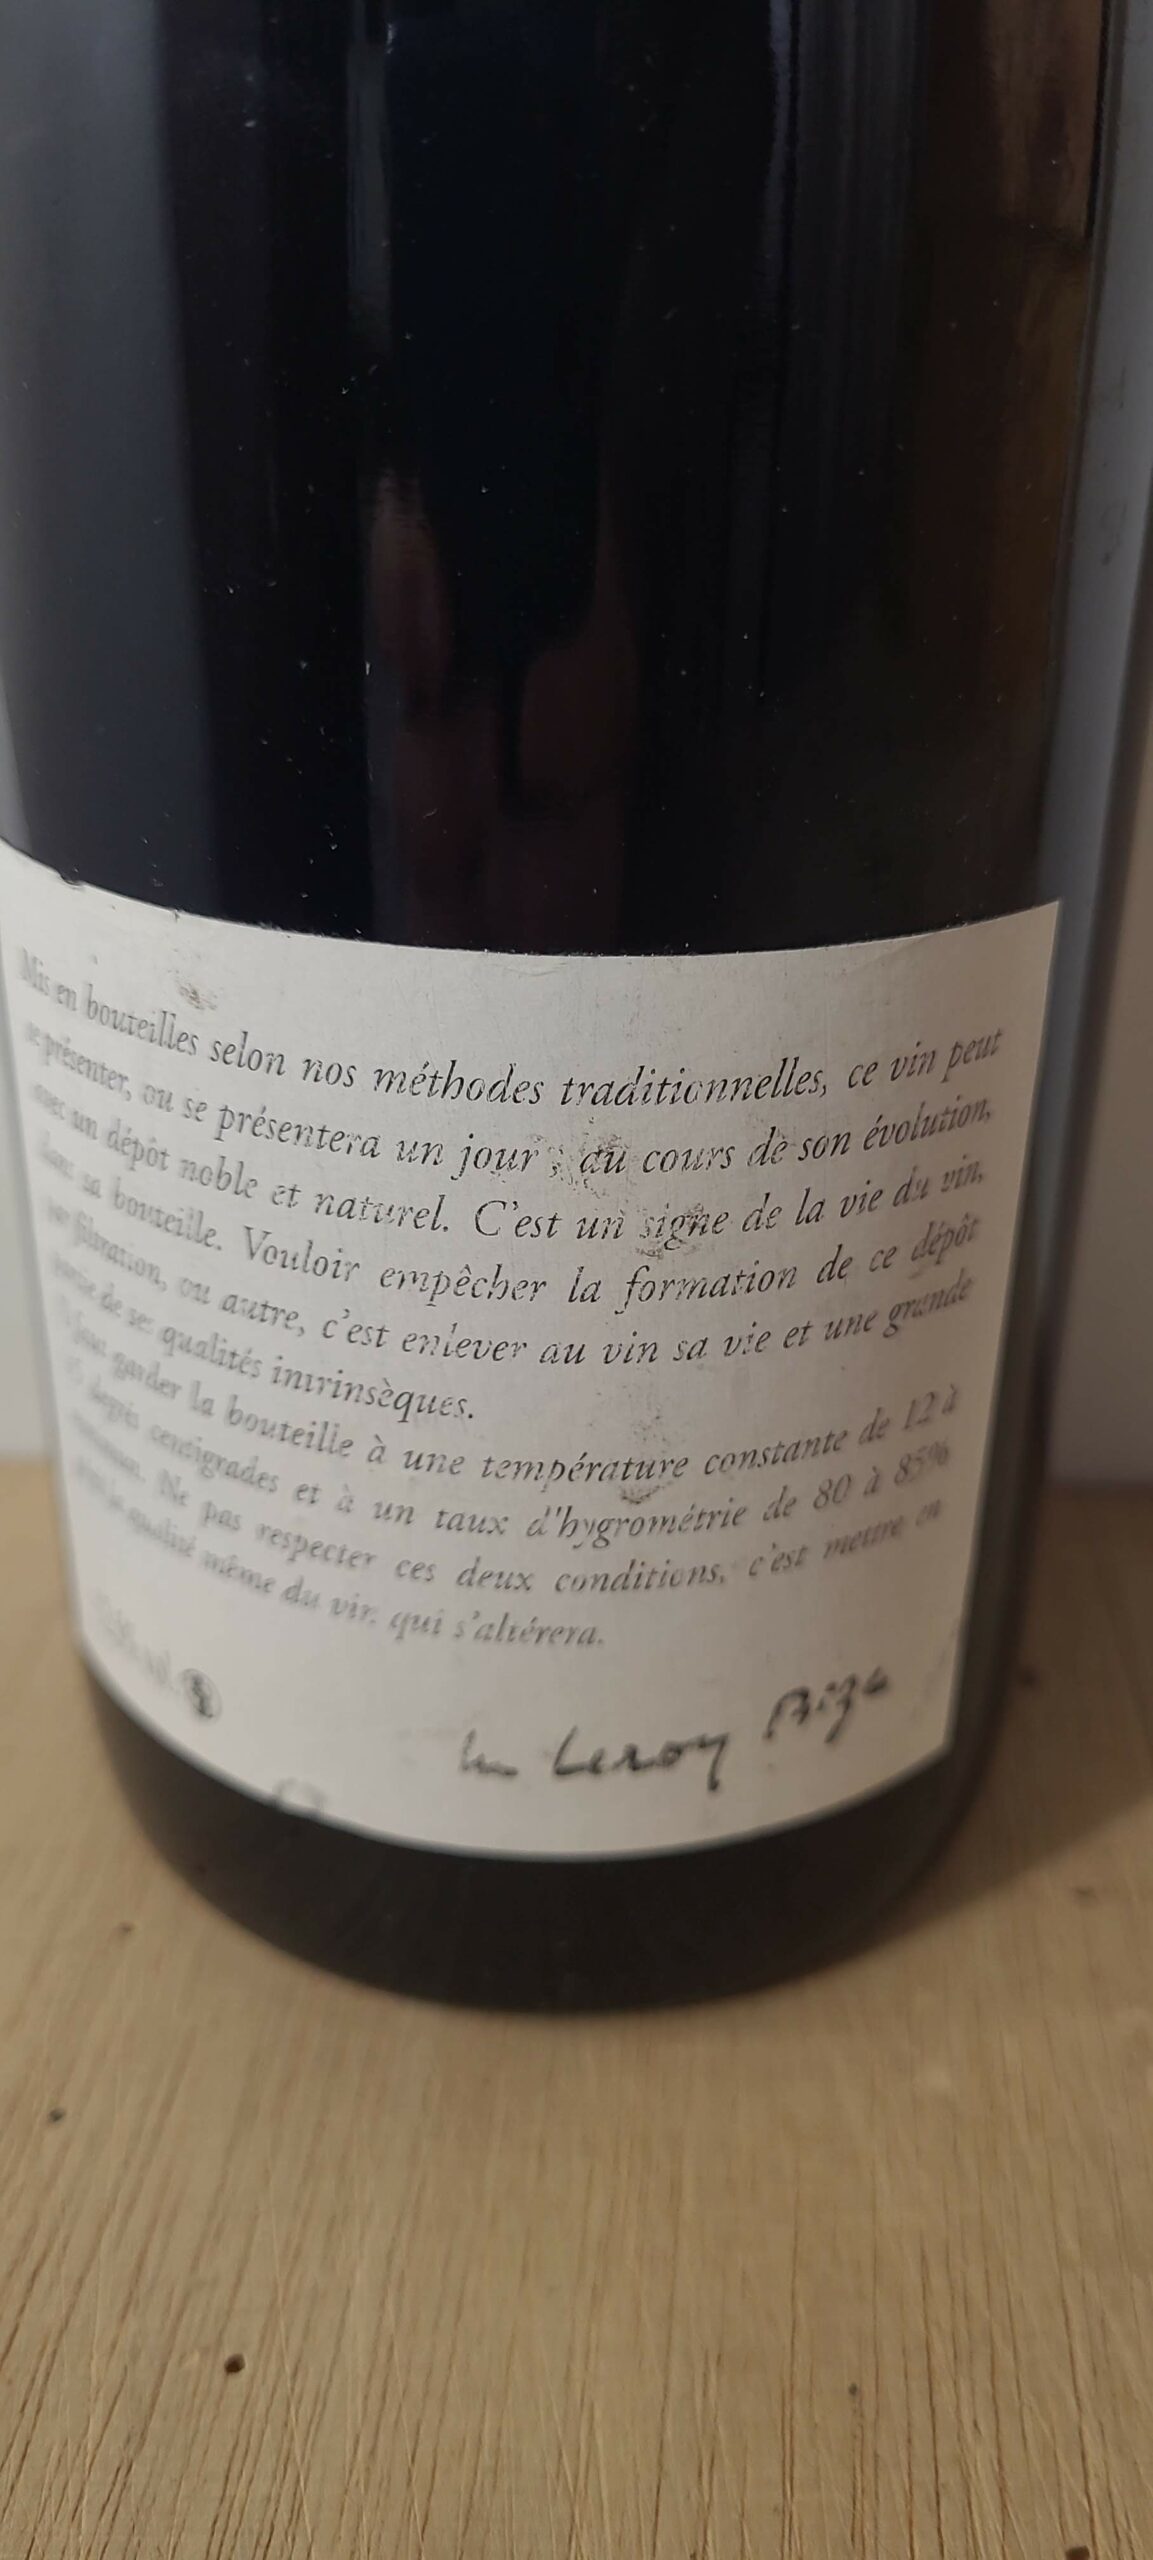 Mis en bouteilles selon nos méthodes traditionnelles, ce vin peut
se présenter, ou se présentera un jour, au cours de son évolution,
avec un dépôt noble et naturel. C'est un signe de la vie du vin,
dans sa bouteille. Vouloir empêcher la formation de ce dépôt
par filtration, ou autre, c'est enlever au vin sa vie et une grande
partie de ses qualités intrinsèques.
faut garder la bouteille à une température constante de 12 à
degrés centigrades et à un taux d'hygrométrie de 80 à 85%
Ne pas respecter ces deux conditions, c'est mettre en
qualité même du vin qui s'altérera.
Leroy Bize